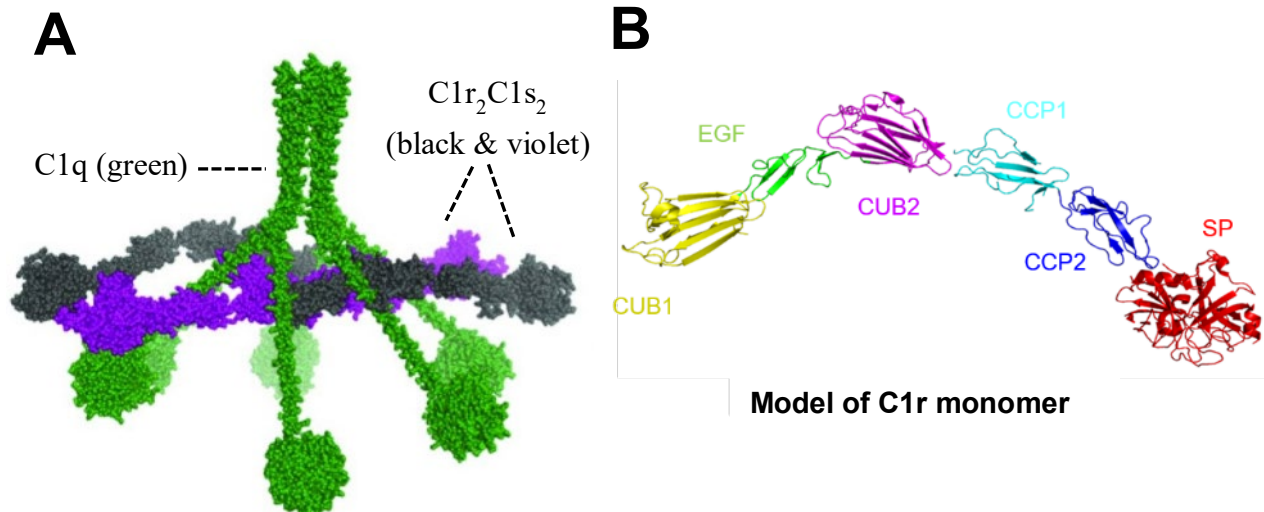 A
B
C1r2C1s2
(black & violet)
C1q (green)
EGF
CUB2
CCP1
CCP2
SP
CUB1
Model of C1r monomer